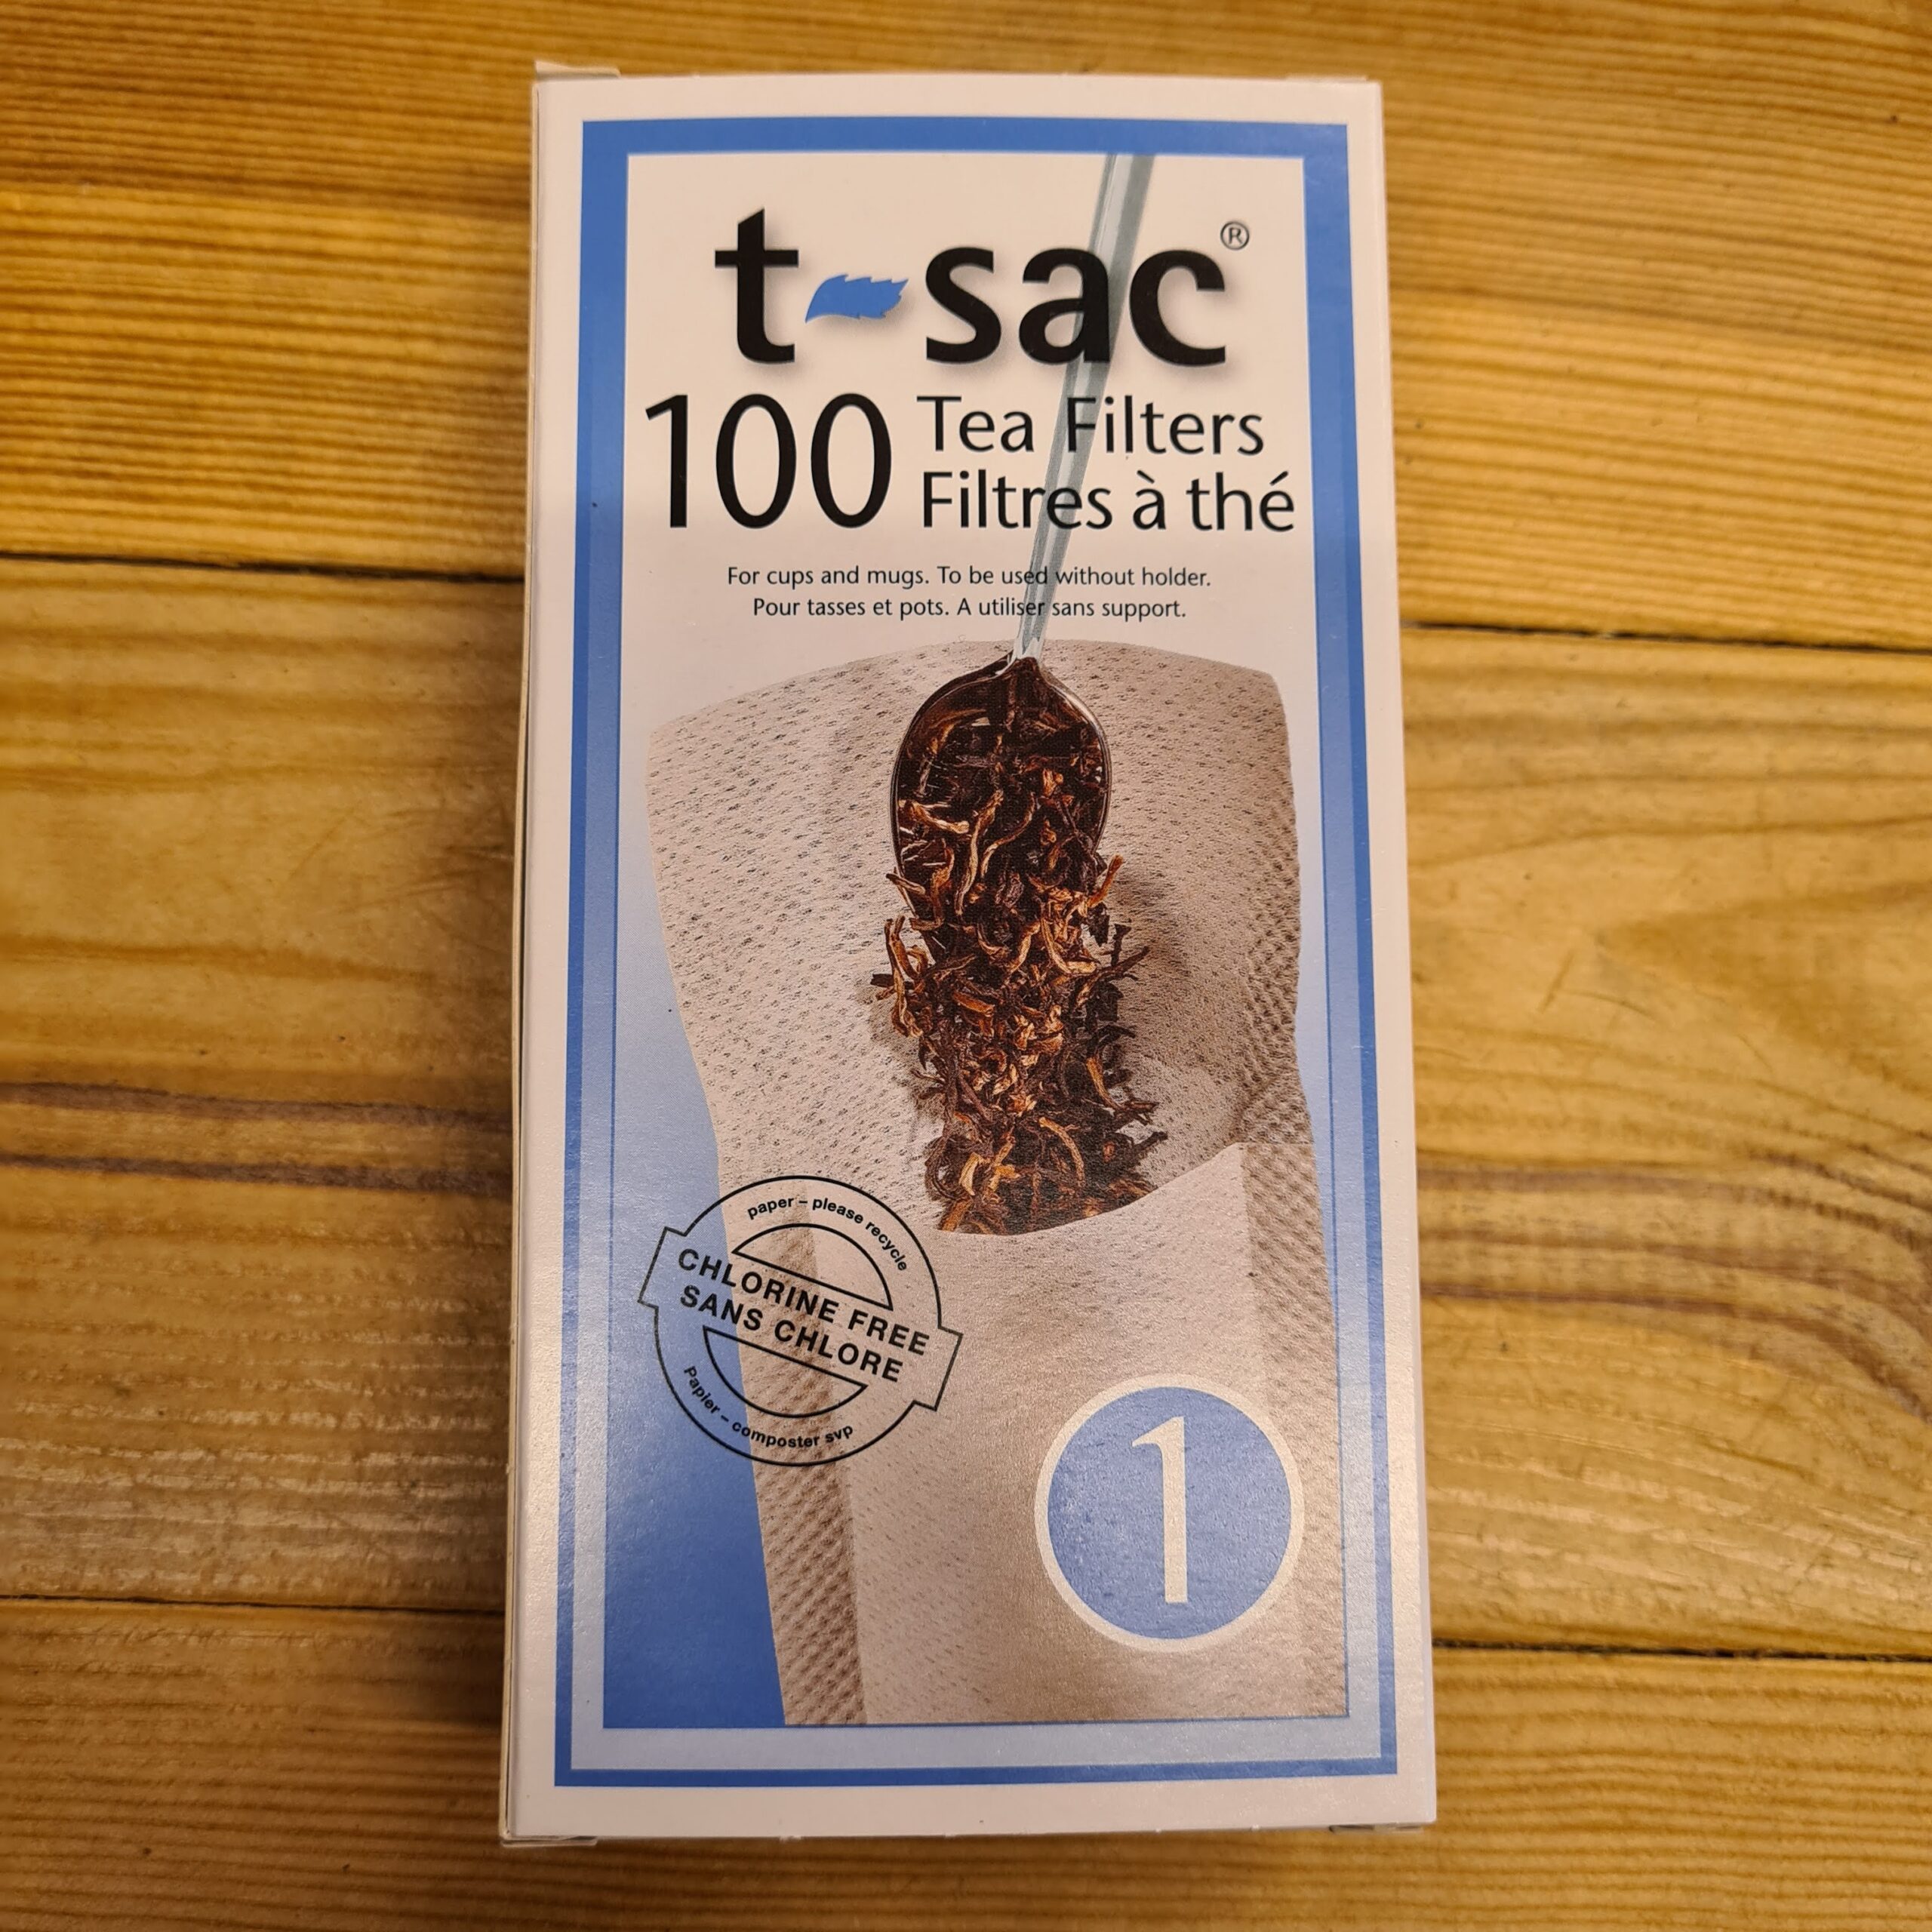 t-sac®
100 Tea Filters
Filtres à thé
For cups and mugs. To be used without holder.
Pour tasses et pots. A utiliser sans support.
paper – please recycle
CHLORINE FREE
SANS CHLORE
Papier – composter svp
1